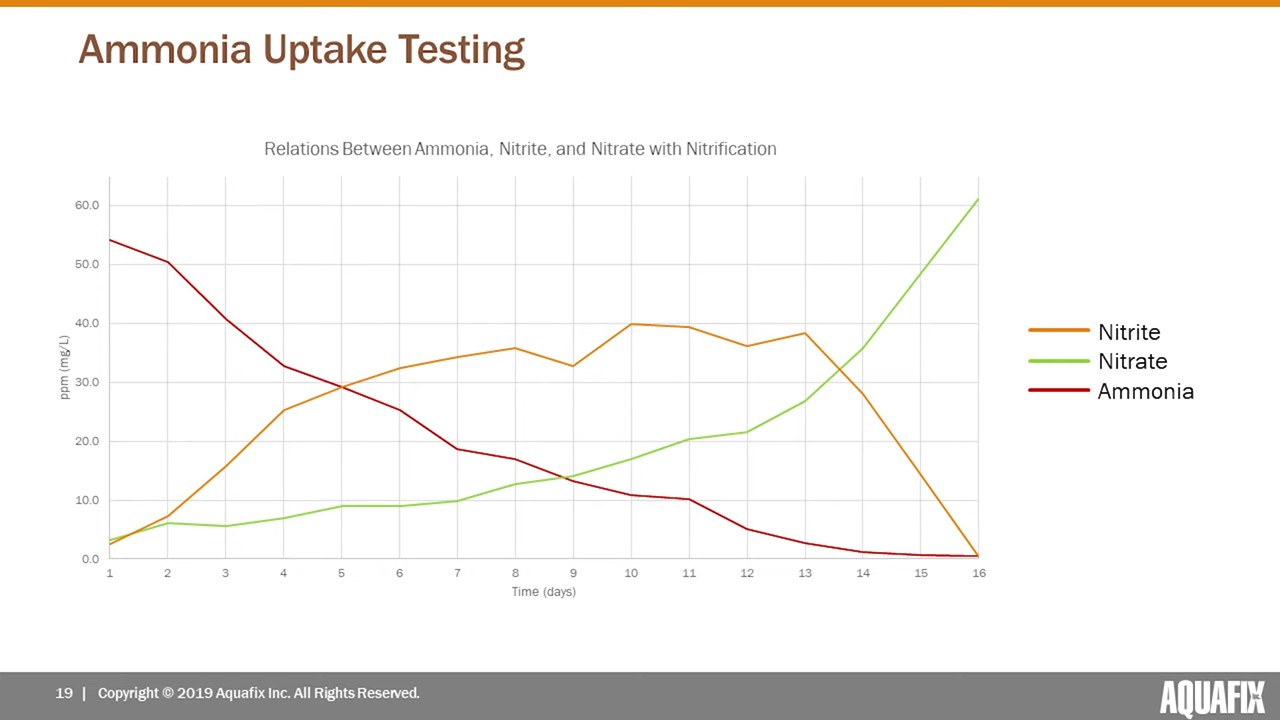 Ammonia Uptake Testing
Relations Between Ammonia, Nitrite, and Nitrate with Nitrification
60.0
50.0
40.0
30.0
20.0
10.0
0.0
ppm (mg/L)
1 2 3 4 5 6 7 8 9 10 11 12 13 14 15 16
Time (days)
Nitrite
Nitrate
Ammonia
19 | Copyright © 2019 Aquafix Inc. All Rights Reserved.
AQUAFIX